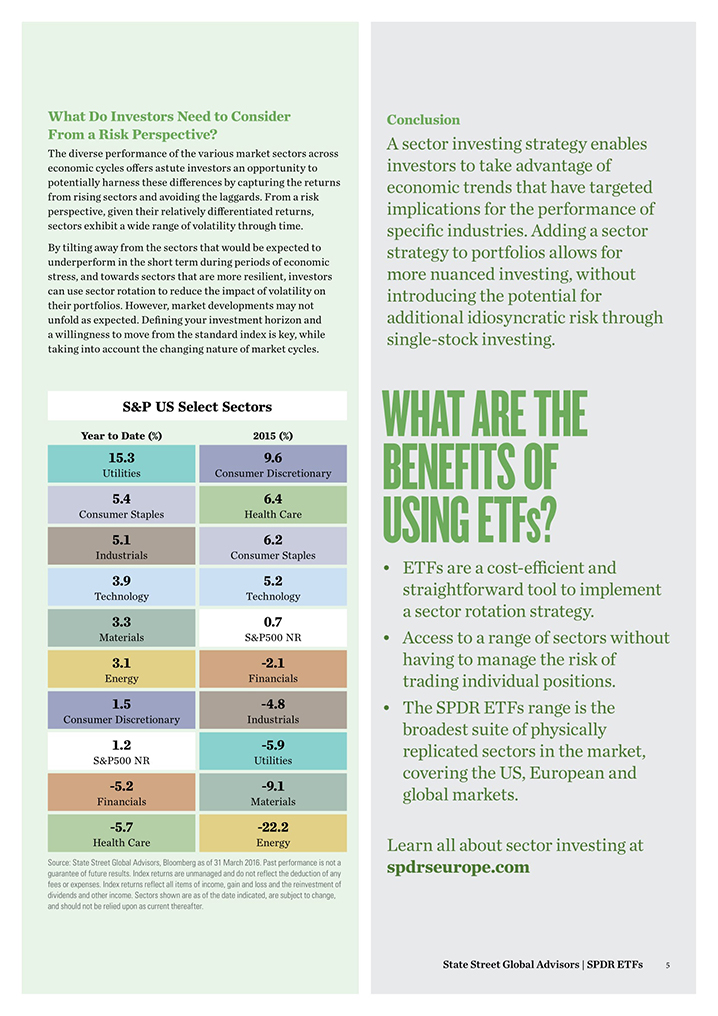 What Do Investors Need to Consider
From a Risk Perspective?
The diverse performance of the various market sectors across
economic cycles offers astute investors an opportunity to
potentially harness these differences by capturing the returns
from rising sectors and avoiding the laggards. From a risk
perspective, given their relatively differentiated returns,
sectors exhibit a wide range of volatility through time.
By tilting away from the sectors that would be expected to
underperform in the short term during periods of economic
stress, and towards sectors that are more resilient, investors
can use sector rotation to reduce the impact of volatility on
their portfolios. However, market developments may not
unfold as expected. Defining your investment horizon and
a willingness to move from the standard index is key, while
taking into account the changing nature of market cycles.
S&P US Select Sectors
Year to Date (%) 2015 (%)
15.3 9.6
Utilities Consumer Discretionary
5.4 6.4
Consumer Staples Health Care
5.1 6.2
Industrials Consumer Staples
3.9 5.2
Technology Technology
3.3 0.7
Materials S&P500 NR
3.1 -2.1
Energy Financials
1.5 -4.8
Consumer Discretionary Industrials
1.2 -5.9
S&P500 NR Utilities
-5.2 -9.1
Financials Materials
-5.7 -22.2
Health Care Energy
Source: State Street Global Advisors, Bloomberg as of 31 March 2016. Past performance is not a
guarantee of future results. Index returns are unmanaged and do not reflect the deduction of any
fees or expenses. Index returns reflect all items of income, gain and loss and the reinvestment of
dividends and other income. Sectors shown are as of the date indicated, are subject to change,
and should not be relied upon as current thereafter.
Conclusion
A sector investing strategy enables
investors to take advantage of
economic trends that have targeted
implications for the performance of
specific industries. Adding a sector
strategy to portfolios allows for
more nuanced investing, without
introducing the potential for
additional idiosyncratic risk through
single-stock investing.
WHAT ARE THE
BENEFITS OF
USING ETFs?
• ETFs are a cost-efficient and
straightforward tool to implement
a sector rotation strategy.
• Access to a range of sectors without
having to manage the risk of
trading individual positions.
• The SPDR ETFs range is the
broadest suite of physically
replicated sectors in the market,
covering the US, European and
global markets.
Learn all about sector investing at
spdrseurope.com
State Street Global Advisors | SPDR ETFs 5